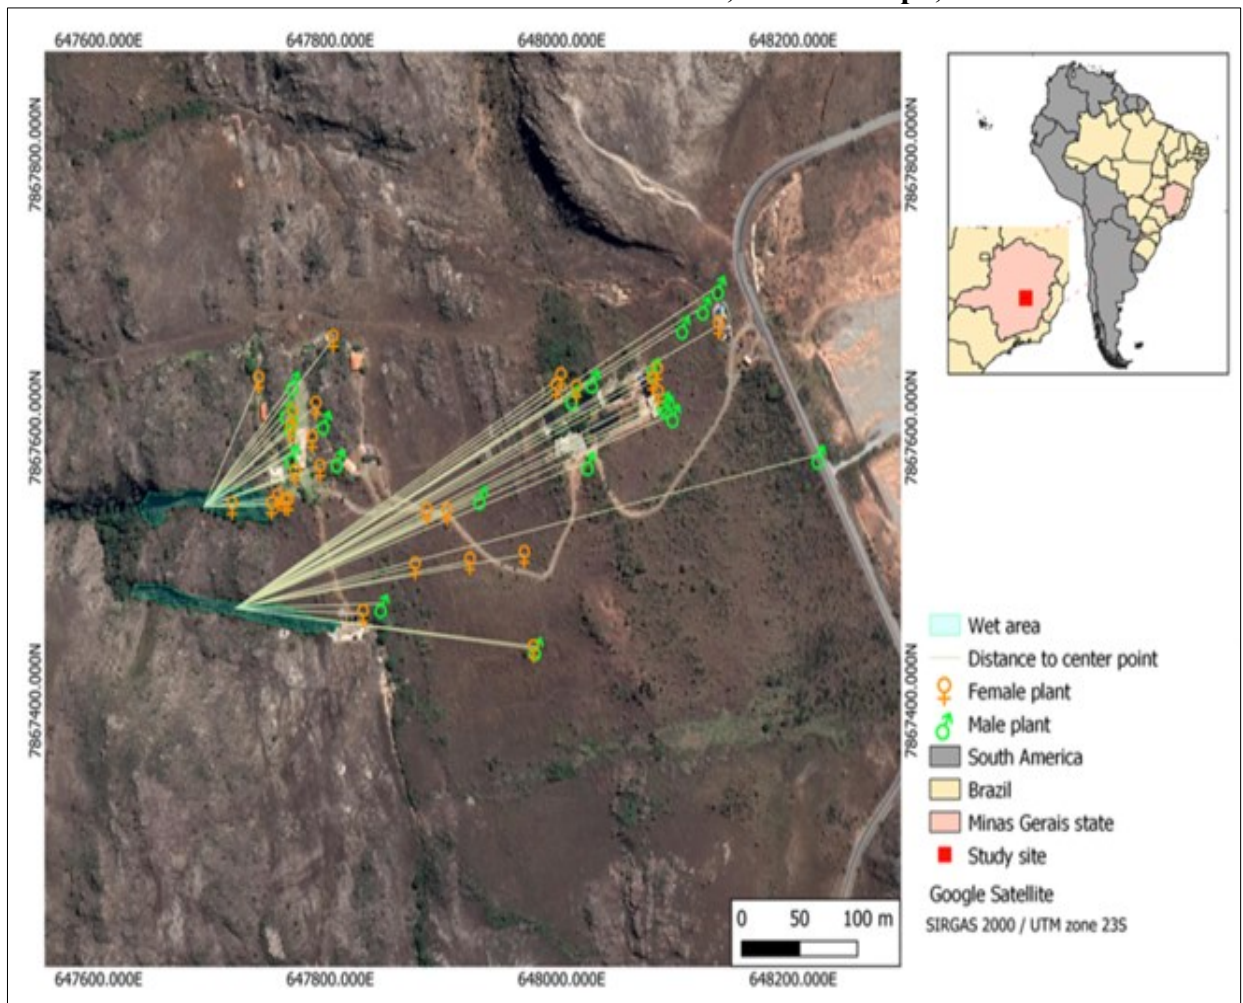 647600.000E 647800.000E 648000.000E 648200.000E
7867800.000N 7867800.000N
7867600.000N 7867600.000N
7867400.000N 7867400.000N
Wet area
Distance to center point
Female plant
Male plant
South America
Brazil
Minas Gerais state
Study site
Google Satellite
SIRGAS 2000 / UTM zone 23S
0 50 100 m
647600.000E 647800.000E 648000.000E 648200.000E